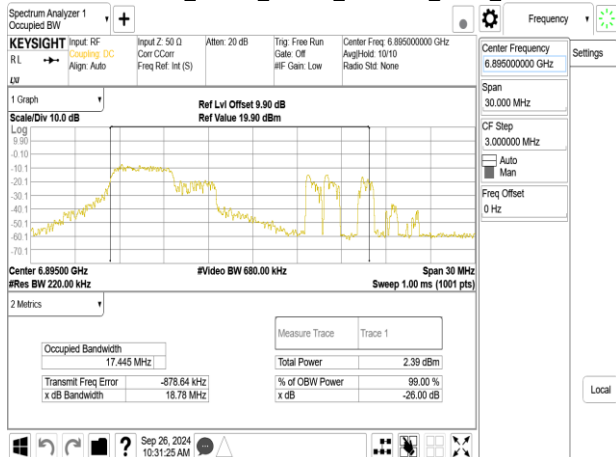 Spectrum Analyzer 1
Occupied BW
+
Frequency
KEYSIGHT
Input: RF
Input Z: 50 Ω
Atten: 20 dB
Trig: Free Run
Center Freq: 6.895000000 GHz
RL
Coupling: DC
Corr CCorr
Gate: Off
Avg|Hold: 10/10
Align: Auto
Freq Ref: Int (S)
#IF Gain: Low
Radio Std: None
LXI
Center Frequency
6.895000000 GHz
Settings
Span
30.000 MHz
CF Step
3.000000 MHz
Auto
Man
Freq Offset
0 Hz
Local
1 Graph
Ref Lvl Offset 9.90 dB
Scale/Div 10.0 dB
Ref Value 19.90 dBm
Log
9.90
-0.10
-10.1
-20.1
-30.1
-40.1
-50.1
-60.1
-70.1
Center 6.89500 GHz
#Video BW 680.00 kHz
Span 30 MHz
#Res BW 220.00 kHz
Sweep 1.00 ms (1001 pts)
2 Metrics
Measure Trace
Trace 1
Occupied Bandwidth
17.445 MHz
Total Power
2.39 dBm
Transmit Freq Error
-878.64 kHz
% of OBW Power
99.00 %
x dB Bandwidth
18.78 MHz
x dB
-26.00 dB
?
Sep 26, 2024
10:31:25 AM